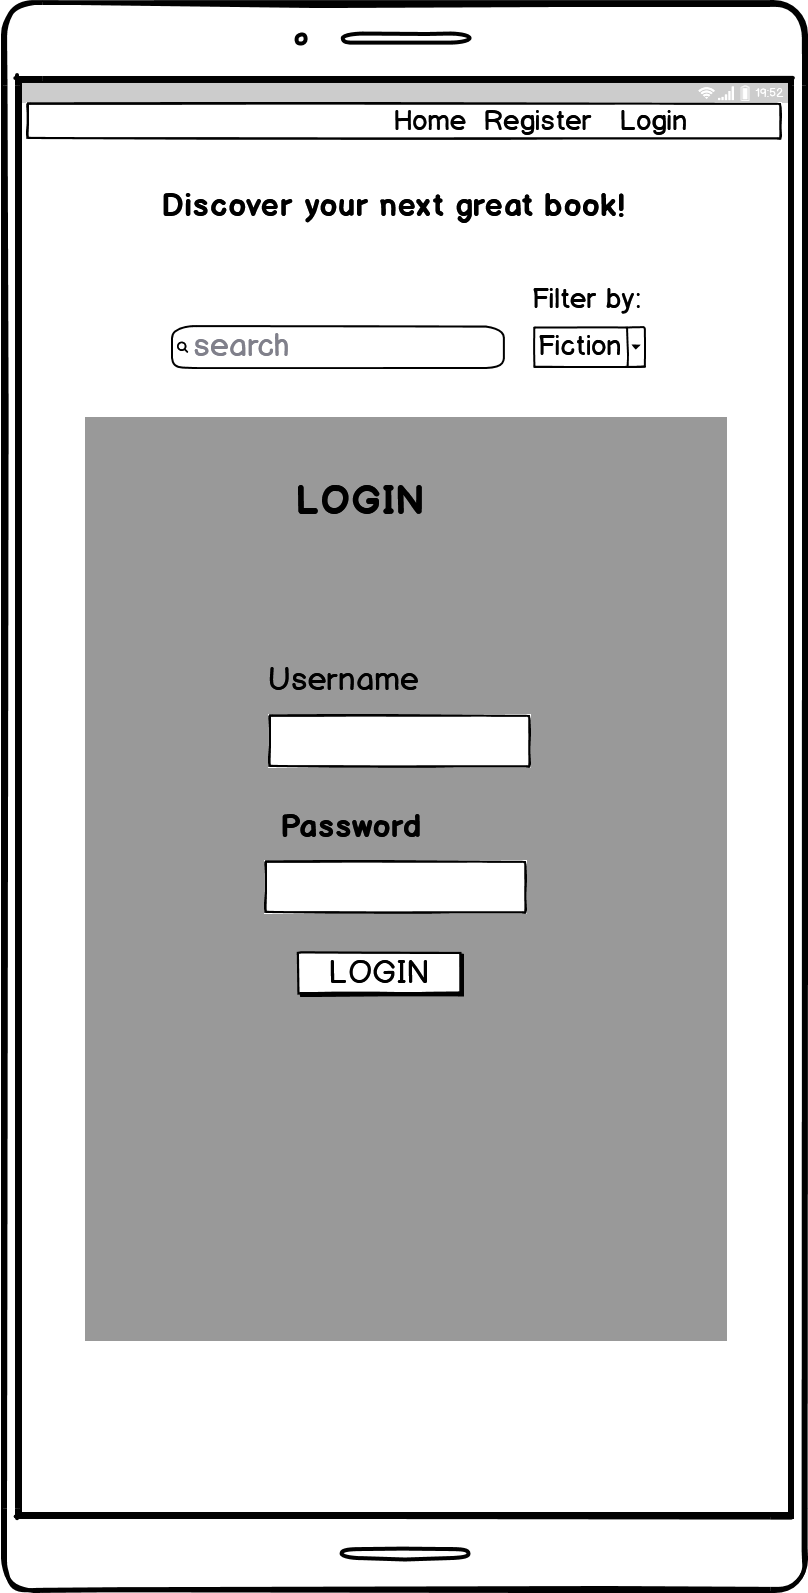 19:52
Home Register Login
Discover your next great book!
Filter by:
search
Fiction
LOGIN
Username
Password
LOGIN